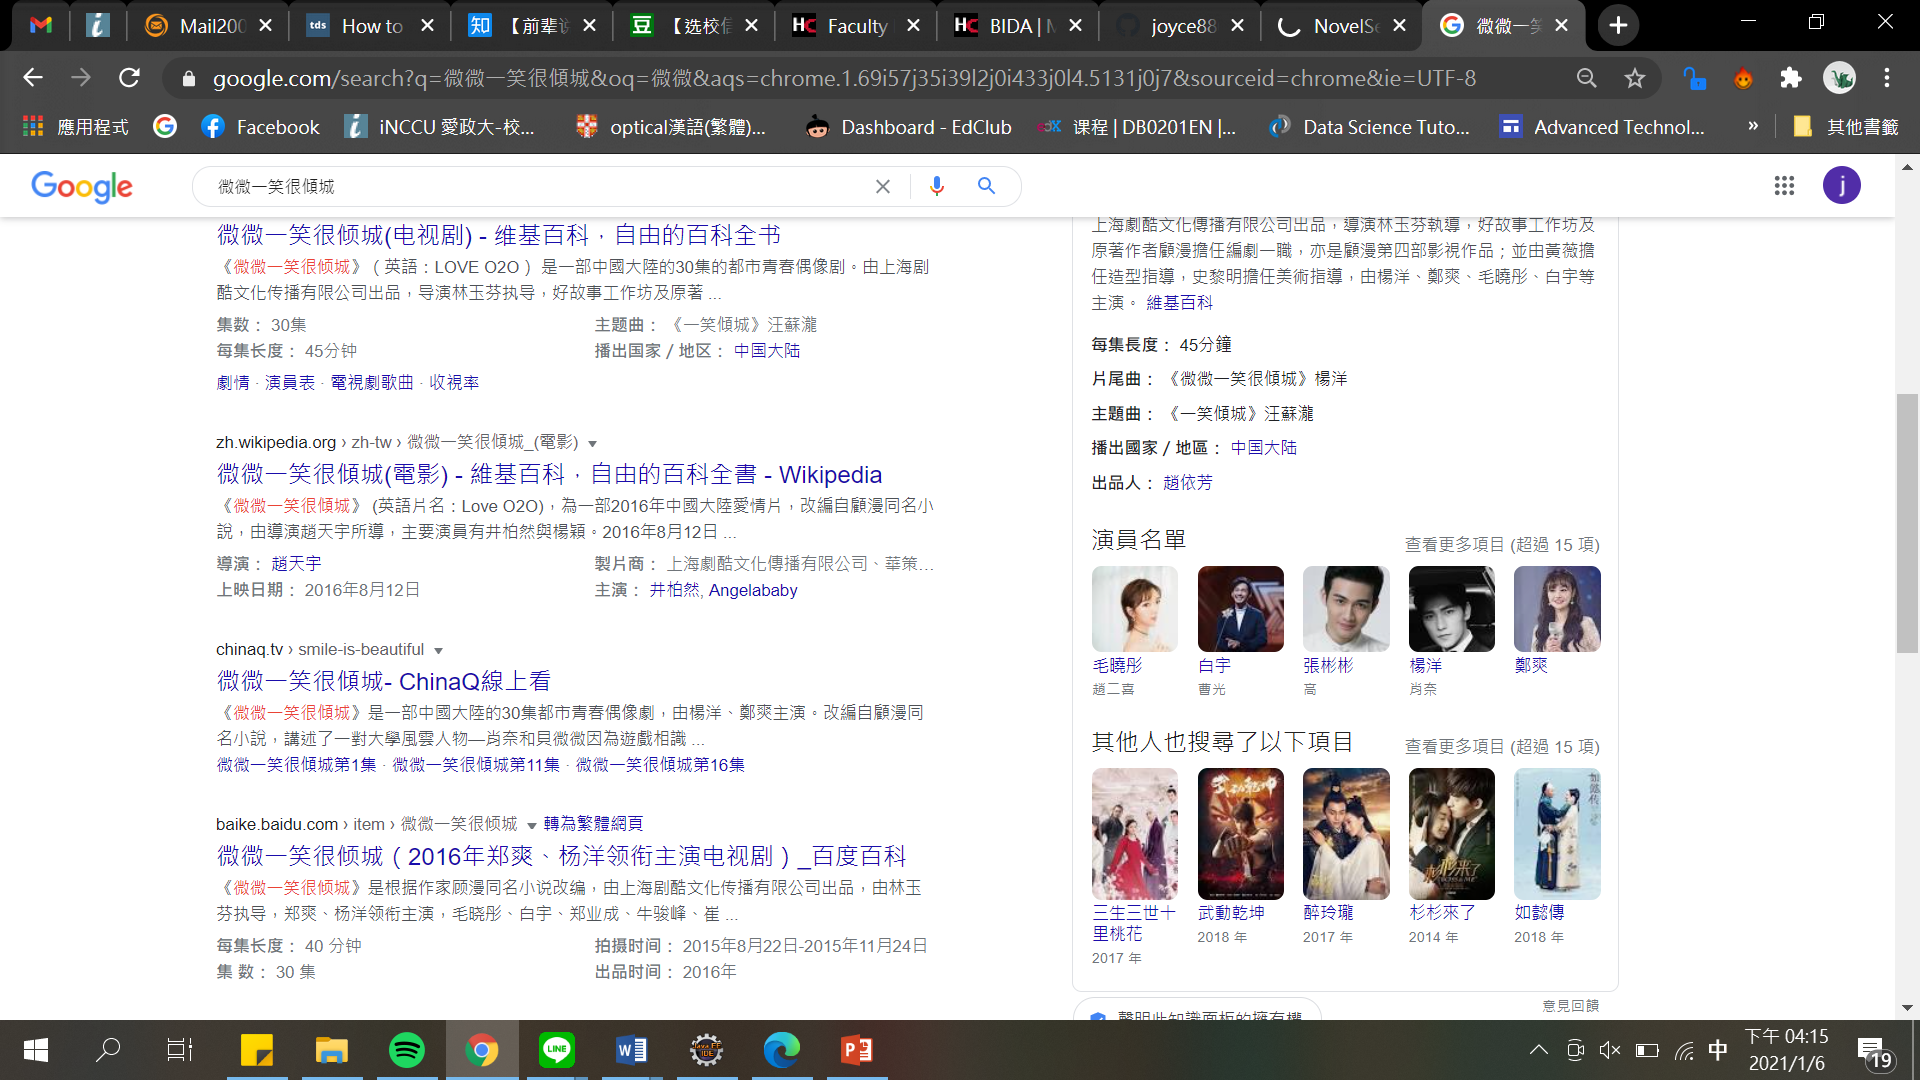 Mail200
How to
【前辈
【选校信
Faculty
BIDA | M
joyce88
NovelSe
微微一笑
google.com/search?q=微微一笑很傾城&oq=微微&aqs=chrome.1.69i57j35i39l2j0i433j0l4.5131j0j7&sourceid=chrome&ie=UTF-8
應用程式
Facebook
iNCCU 愛政大-校...
optical漢語(繁體)...
Dashboard - EdClub
课程 | DB0201EN |...
Data Science Tuto...
Advanced Technol...
»
其他書籤
Google
微微一笑很傾城
j
微微一笑很倾城(电视剧) - 维基百科，自由的百科全书
《微微一笑很倾城》（英語：LOVE O2O ） 是一部中國大陸的30集的都市青春偶像剧。由上海剧
酷文化传播有限公司出品，导演林玉芬执导，好故事工作坊及原著 ...
集数： 30集
主题曲： 《一笑倾城》汪蘇瀧
每集长度： 45分钟
播出国家 / 地区： 中国大陆
劇情 · 演員表 · 電視劇歌曲 · 收視率
zh.wikipedia.org › zh-tw › 微微一笑很傾城_(電影)
微微一笑很傾城(電影) - 維基百科，自由的百科全書 - Wikipedia
《微微一笑很傾城》 (英語片名：Love O2O)，為一部2016年中國大陸愛情片，改編自顧漫同名小
說，由導演趙天宇所導，主要演員有井柏然與楊穎。2016年8月12日 ...
導演： 趙天宇
製片商： 上海劇酷文化傳播有限公司、華策...
上映日期： 2016年8月12日
主演： 井柏然, Angelababy
chinaq.tv › smile-is-beautiful
微微一笑很傾城- ChinaQ線上看
《微微一笑很傾城》是一部中國大陸的30集都市青春偶像劇，由楊洋、鄭爽主演。改編自顧漫同
名小說，講述了一對大學風雲人物—肖奈和貝微微因為遊戲相識 ...
微微一笑很傾城第1集 · 微微一笑很傾城第11集 · 微微一笑很傾城第16集
baike.baidu.com › item › 微微一笑很倾城 轉為繁體網頁
微微一笑很倾城（2016年郑爽、杨洋领衔主演电视剧）_百度百科
《微微一笑很倾城》是根据作家顾漫同名小说改编，由上海剧酷文化传播有限公司出品，由林玉
芬执导，郑爽、杨洋领衔主演，毛晓彤、白宇、郑业成、牛骏峰、崔 ...
每集长度： 40 分钟
拍摄时间： 2015年8月22日-2015年11月24日
集 数： 30 集
出品时间： 2016年
上海劇酷文化傳播有限公司出品，導演林玉芬執導，好故事工作坊及
原著作者顧漫擔任編劇一職，亦是顧漫第四部影視作品；並由黃薇擔
任造型指導，史黎明擔任美術指導，由楊洋、鄭爽、毛曉彤、白宇等
主演。 維基百科
每集長度： 45分鐘
片尾曲： 《微微一笑很傾城》楊洋
主題曲： 《一笑傾城》汪蘇瀧
播出國家 / 地區： 中国大陆
出品人： 趙依芳
演員名單
查看更多項目 (超過 15 項)
毛曉彤
趙二喜
白宇
曹光
張彬彬
高
楊洋
肖奈
鄭爽
其他人也搜尋了以下項目
查看更多項目 (超過 15 項)
三生三世十
里桃花
2017 年
武動乾坤
2018 年
醉玲瓏
2017 年
杉杉來了
2014 年
如懿傳
2018 年
意見回饋
聲明此知識面板的擁有權
中
下午 04:15
2021/1/6
19